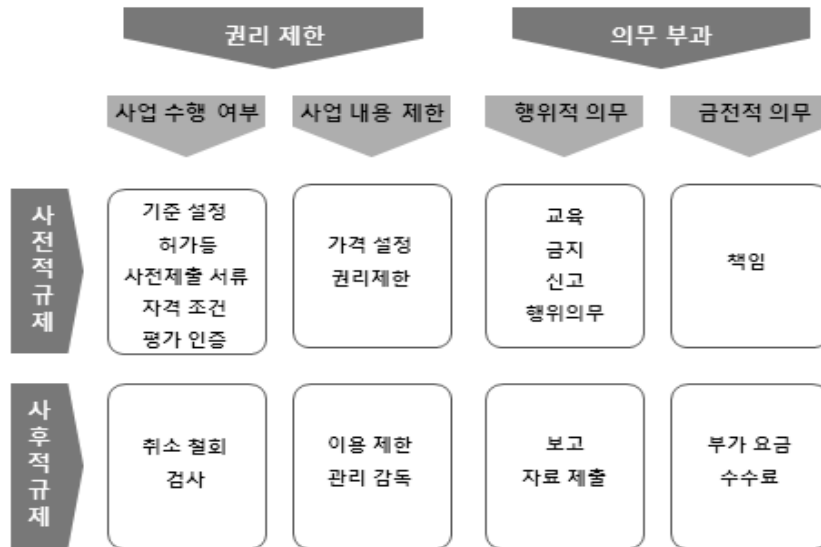 권리 제한
의무 부과
사업 수행 여부
사업 내용 제한
행위적 의무
금전적 의무
사전적규제
기준 설정
허가등
사전제출 서류
자격 조건
평가 인증
가격 설정
권리제한
교육
금지
신고
행위의무
책임
사후적규제
취소 철회
검사
이용 제한
관리 감독
보고
자료 제출
부가 요금
수수료